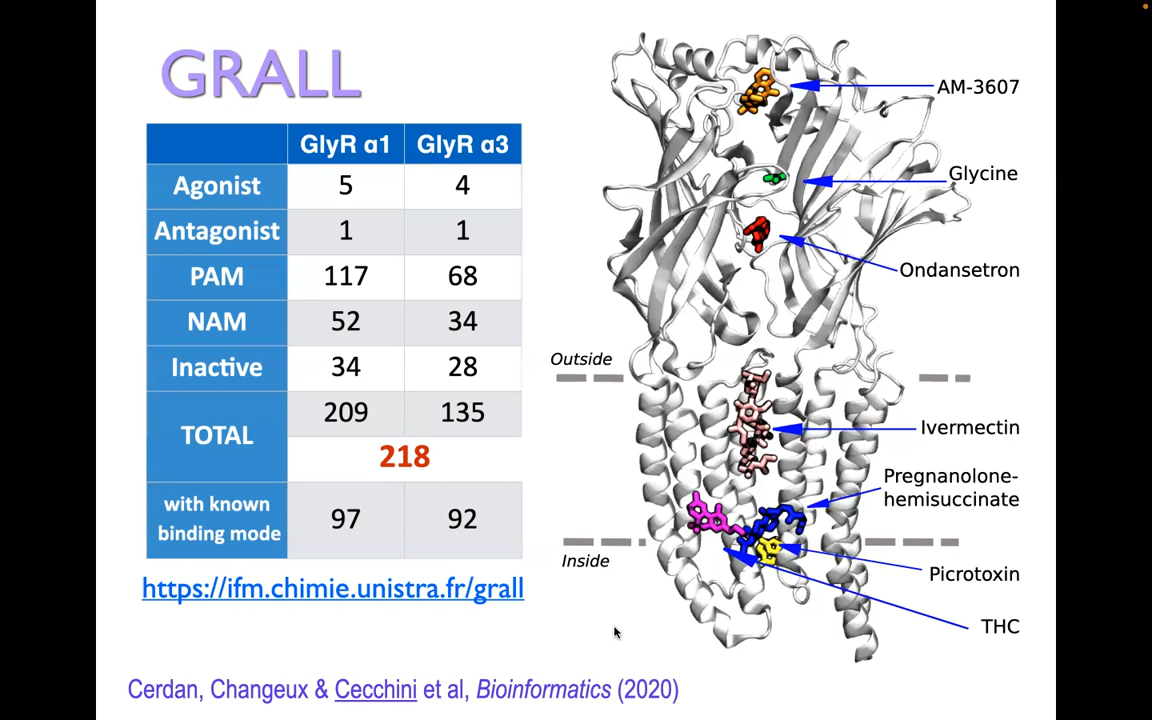 GRALL
GlyR α1 GlyR α3
Agonist 5 4
Antagonist 1 1
PAM 117 68
NAM 52 34
Inactive 34 28
TOTAL 209 135
218
with known
binding mode 97 92
https://ifm.chimie.unistra.fr/grall
AM-3607
Glycine
Ondansetron
Outside
Ivermectin
Pregnanolone-
hemisuccinate
Inside
Picrotoxin
THC
Cerdan, Changeux & Cecchini et al, Bioinformatics (2020)